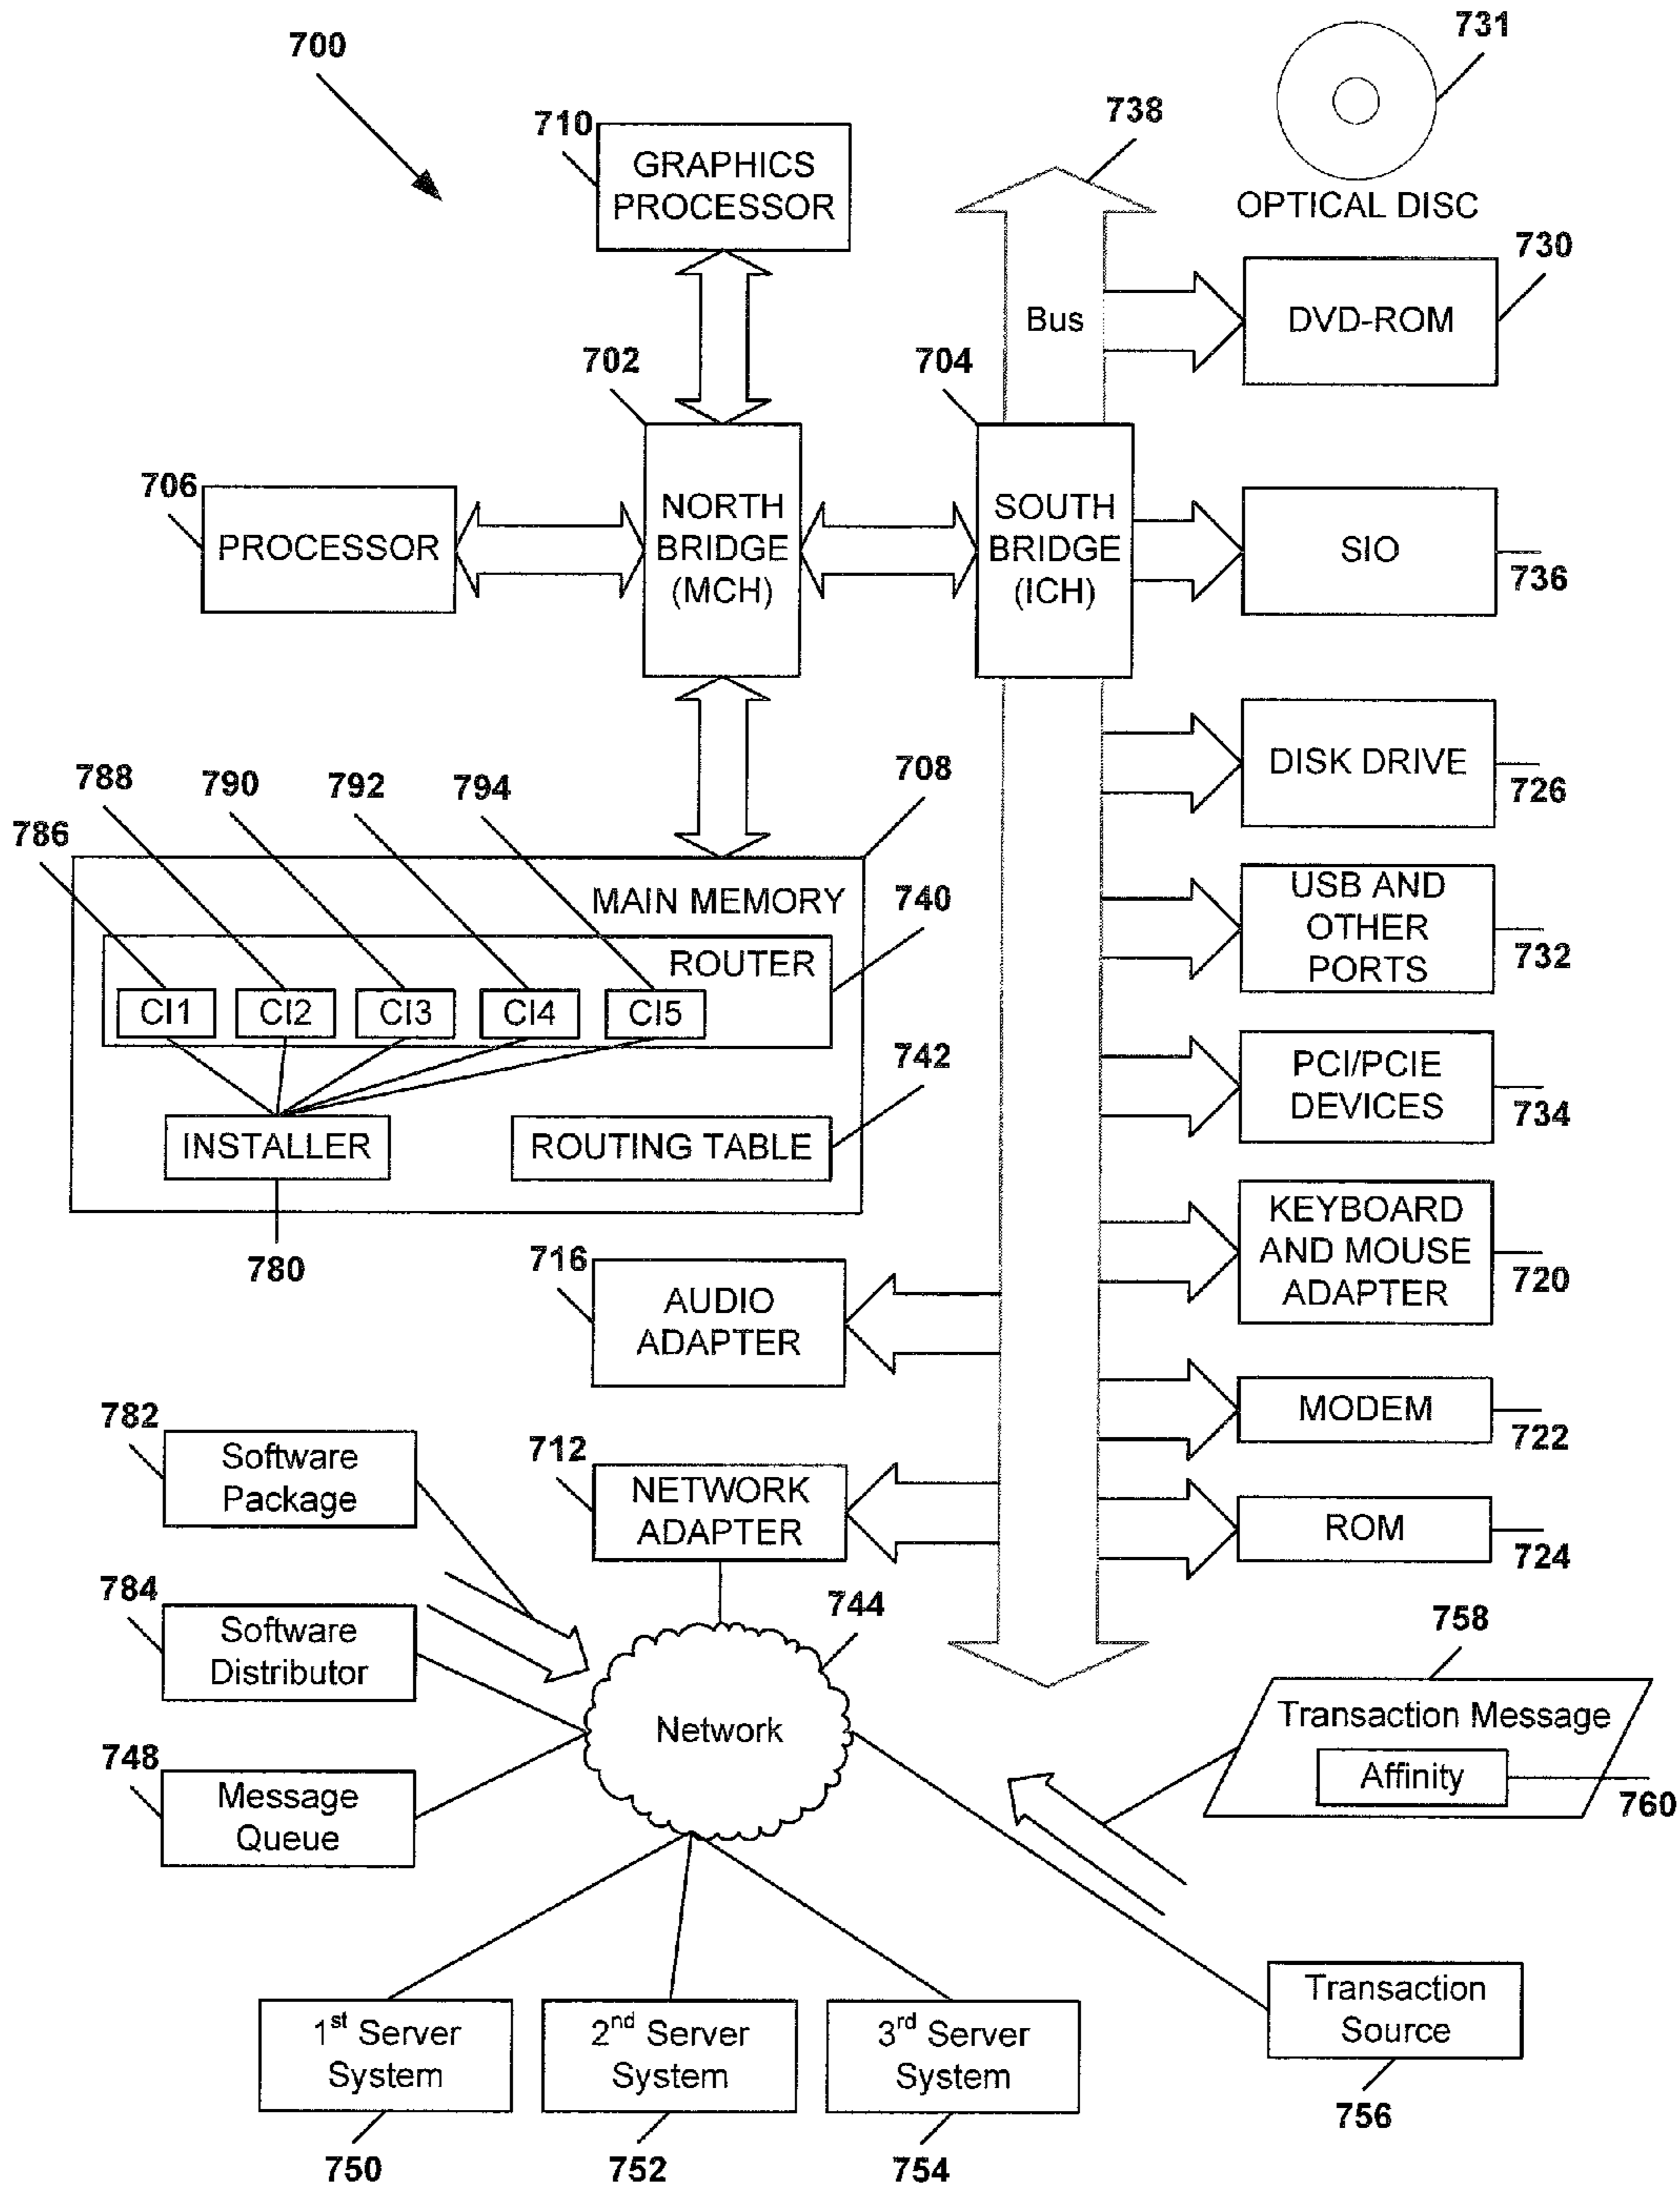 700
731
738
710
GRAPHICS
PROCESSOR
OPTICAL DISC
730
Bus
DVD-ROM
702
704
706
PROCESSOR
NORTH
BRIDGE
(MCH)
SOUTH
BRIDGE
(ICH)
SIO
736
DISK DRIVE
726
788
790
792
794
708
786
MAIN MEMORY
740
ROUTER
CI1
CI2
CI3
CI4
CI5
USB AND
OTHER
PORTS
732
742
INSTALLER
ROUTING TABLE
PCI/PCIE
DEVICES
734
780
716
AUDIO
ADAPTER
KEYBOARD
AND MOUSE
ADAPTER
720
782
Software
Package
712
NETWORK
ADAPTER
MODEM
722
ROM
724
784
Software
Distributor
744
Network
758
Transaction Message
Affinity
760
748
Message
Queue
1st Server
System
2nd Server
System
3rd Server
System
Transaction
Source
756
750
752
754